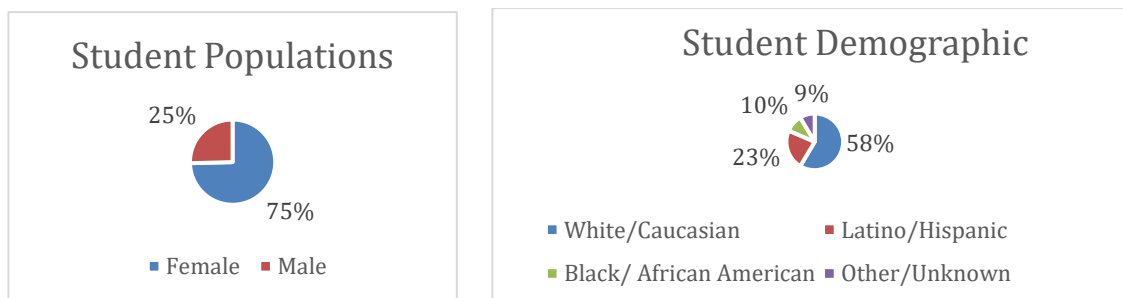 Student Populations
25%
75%
Female Male
Student Demographic
9%
10%
58%
23%
White/Caucasian Latino/Hispanic
Black/ African American Other/Unknown